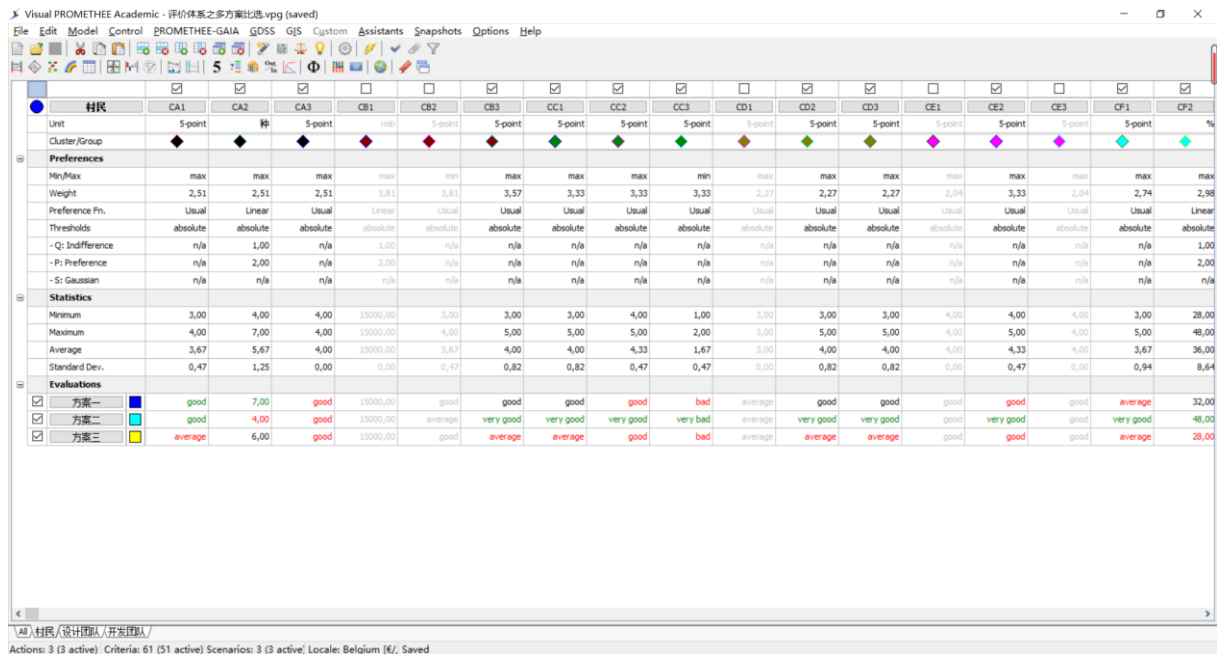 Visual PROMETHEE Academic - 评价体系之多方案比选.vpg (saved)
File Edit Model Control PROMETHEE-GAIA GDSS GIS Custom Assistants Snapshots Options Help
村民 CA1 CA2 CA3 CB1 CB2 CB3 CC1 CC2 CC3 CD1 CD2 CD3 CE1 CE2 CE3 CF1 CF2
Unit 5-point 种 5-point rmb 5-point 5-point 5-point 5-point 5-point 5-point 5-point 5-point 5-point 5-point 5-point 5-point %
Cluster/Group
Preferences
Min/Max max max max max min max max max min max max max max max max max max
Weight 2,51 2,51 2,51 3,81 3,81 3,57 3,33 3,33 3,33 2,27 2,27 2,27 2,04 3,33 2,04 2,74 2,98
Preference Fn. Usual Linear Usual Linear Usual Usual Usual Usual Usual Usual Usual Usual Usual Usual Usual Usual Linear
Thresholds absolute absolute absolute absolute absolute absolute absolute absolute absolute absolute absolute absolute absolute absolute absolute absolute absolute
- Q: Indifference n/a 1,00 n/a 1,00 n/a n/a n/a n/a n/a n/a n/a n/a n/a n/a n/a n/a 1,00
- P: Preference n/a 2,00 n/a 2,00 n/a n/a n/a n/a n/a n/a n/a n/a n/a n/a n/a n/a 2,00
- S: Gaussian n/a n/a n/a n/a n/a n/a n/a n/a n/a n/a n/a n/a n/a n/a n/a n/a n/a
Statistics
Minimum 3,00 4,00 4,00 15000,00 3,00 3,00 3,00 4,00 1,00 3,00 3,00 3,00 4,00 4,00 4,00 3,00 28,00
Maximum 4,00 7,00 4,00 15000,00 4,00 5,00 5,00 5,00 2,00 3,00 5,00 5,00 4,00 5,00 4,00 5,00 48,00
Average 3,67 5,67 4,00 15000,00 3,67 4,00 4,00 4,33 1,67 3,00 4,00 4,00 4,00 4,33 4,00 3,67 36,00
Standard Dev. 0,47 1,25 0,00 0,00 0,47 0,82 0,82 0,47 0,47 0,00 0,82 0,82 0,00 0,47 0,00 0,94 8,64
Evaluations
方案一 good 7,00 good 15000,00 good good good good bad average good good good good good average 32,00
方案二 good 4,00 good 15000,00 average very good very good very good very bad average very good very good good very good good very good 48,00
方案三 average 6,00 good 15000,00 good average average good bad average average average good good good average 28,00
All 村民 设计团队 开发团队
Actions: 3 (3 active) Criteria: 61 (51 active) Scenarios: 3 (3 active) Locale: Belgium [€/, Saved